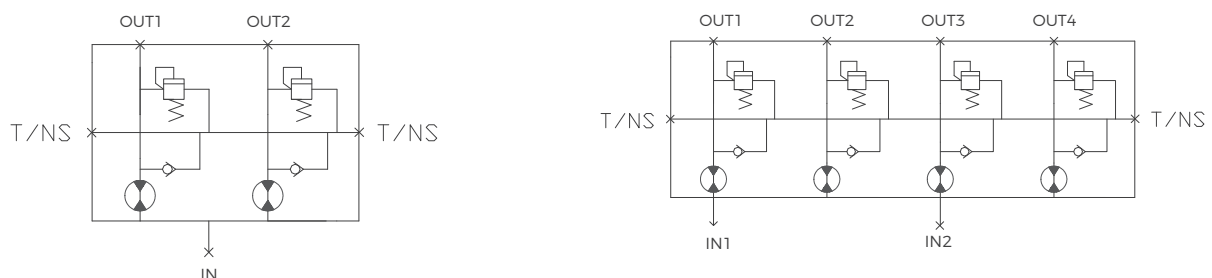 OUT1 OUT2
T/NS T/NS
IN
OUT1 OUT2 OUT3 OUT4
T/NS T/NS
IN1 IN2